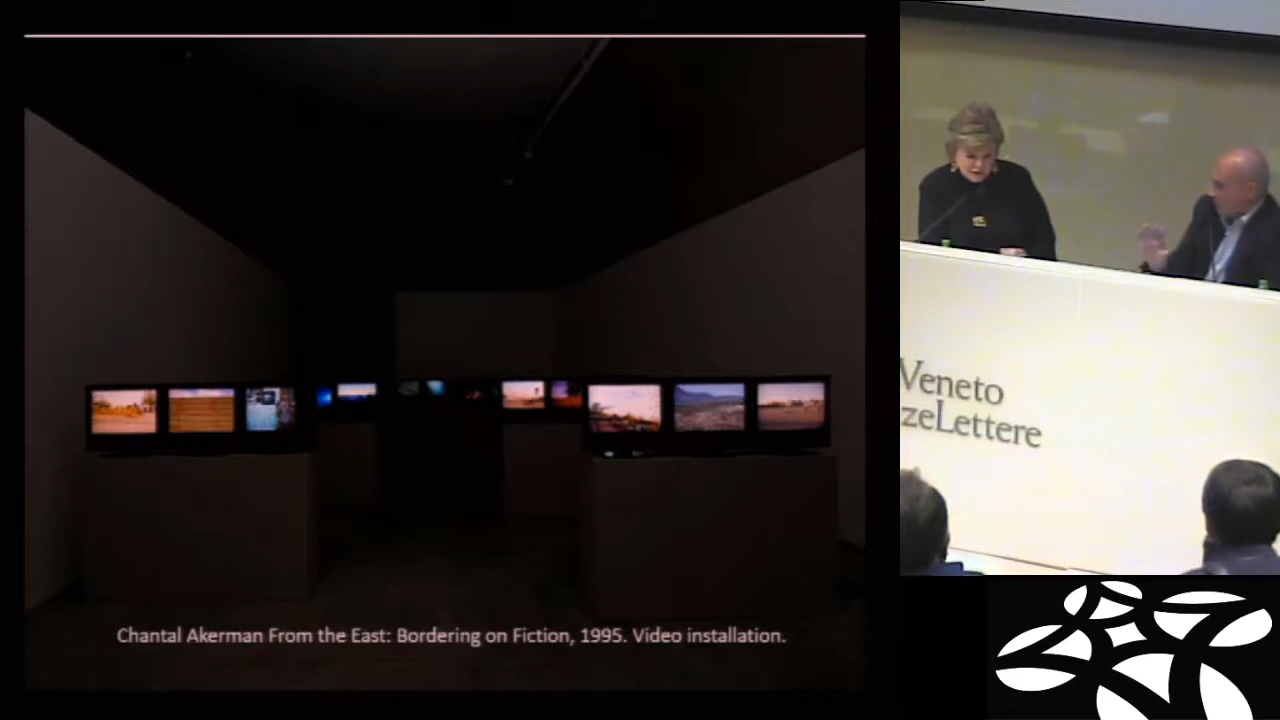 Chantal Akerman From the East: Bordering on Fiction, 1995. Video installation.
Veneto
zeLettere